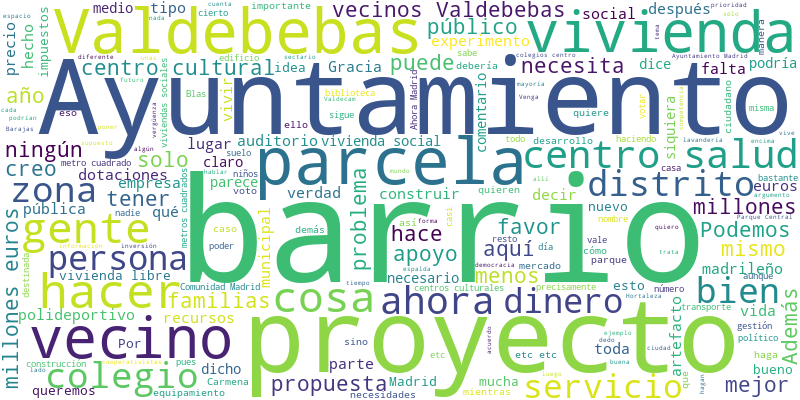 medio
tipo
vecinos Valdebebas
social
después
importante
cuenta
solo
prioridad
espacio
nada
cierto
Valdebebas
vivienda
público
experimento
precio
hecho
impuestos
diferente
edificio
sectario
sabe
colegios centro
Ayuntamiento Madrid
manera
centro cultural
idea
Gracia
puede
debería
necesita
dice
falta
podría
Ayuntamiento
año
viviendas sociales
Blas
vivir
biblioteca
Valdecam
sigue
Ahora Madrid
comentario
mayoría
Venga
quiere
votar
siquiera
ciudadano
misma
cada
podrían
Barajas
eso
vergüenza
poner
supuesto
ello
auditorio
vivienda social
todo
desarrollo
haciendo
lavandería
vive
encima
ningún
metro cuadrado
algún
lugar
suelo
claro
niños
parcela
centro salud
casa
bastante
argumento
creo
solo
dotaciones
empresa
parece
voto
hablar
mundo
quieren
allí
distrito
euros
zona
tener
qué
verdad
construir
decir
nuevo
millones
metros cuadrados
pública
nadie
caso
demás
problema
así
forma
casi
favor
nombre
quiero
Parque Central
gente
municipal
hace
aquí
resto
día
vale
cómo
trata
Podemos
mismo
información
inversión
poder
apoyo
democracia
mercado
parque
madrileño
persona
barrio
millones euros
destinada
vivienda libre
Comunidad Madrid
tiempo
espalda
necesario
menos
precisamente
Hortaleza
esto
número
aunque
bien
hacer
familias
cosa
ahora
dinero
centros culturales
transporte
vida
Además
polideportivo
recursos
artefacto
gestión
político
vecino
Por
cooperativistas
sino
etc
etc etc
acuerdo
dedo
ejemplo
ciudad
toda
que
haga
bueno
construcción
pues
dicho
proyecto
lado
colegio
Carmena
propuesta
parte
Madrid
mucha
buena
luego
servicio
hagan
mejor
queremos
equipamiento
necesidades
mientras